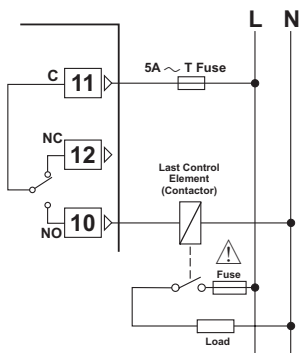 L N
5A ~ T Fuse
C 11
NC
12
Last Control
Element
(Contactor)
10
NO
Fuse
Load